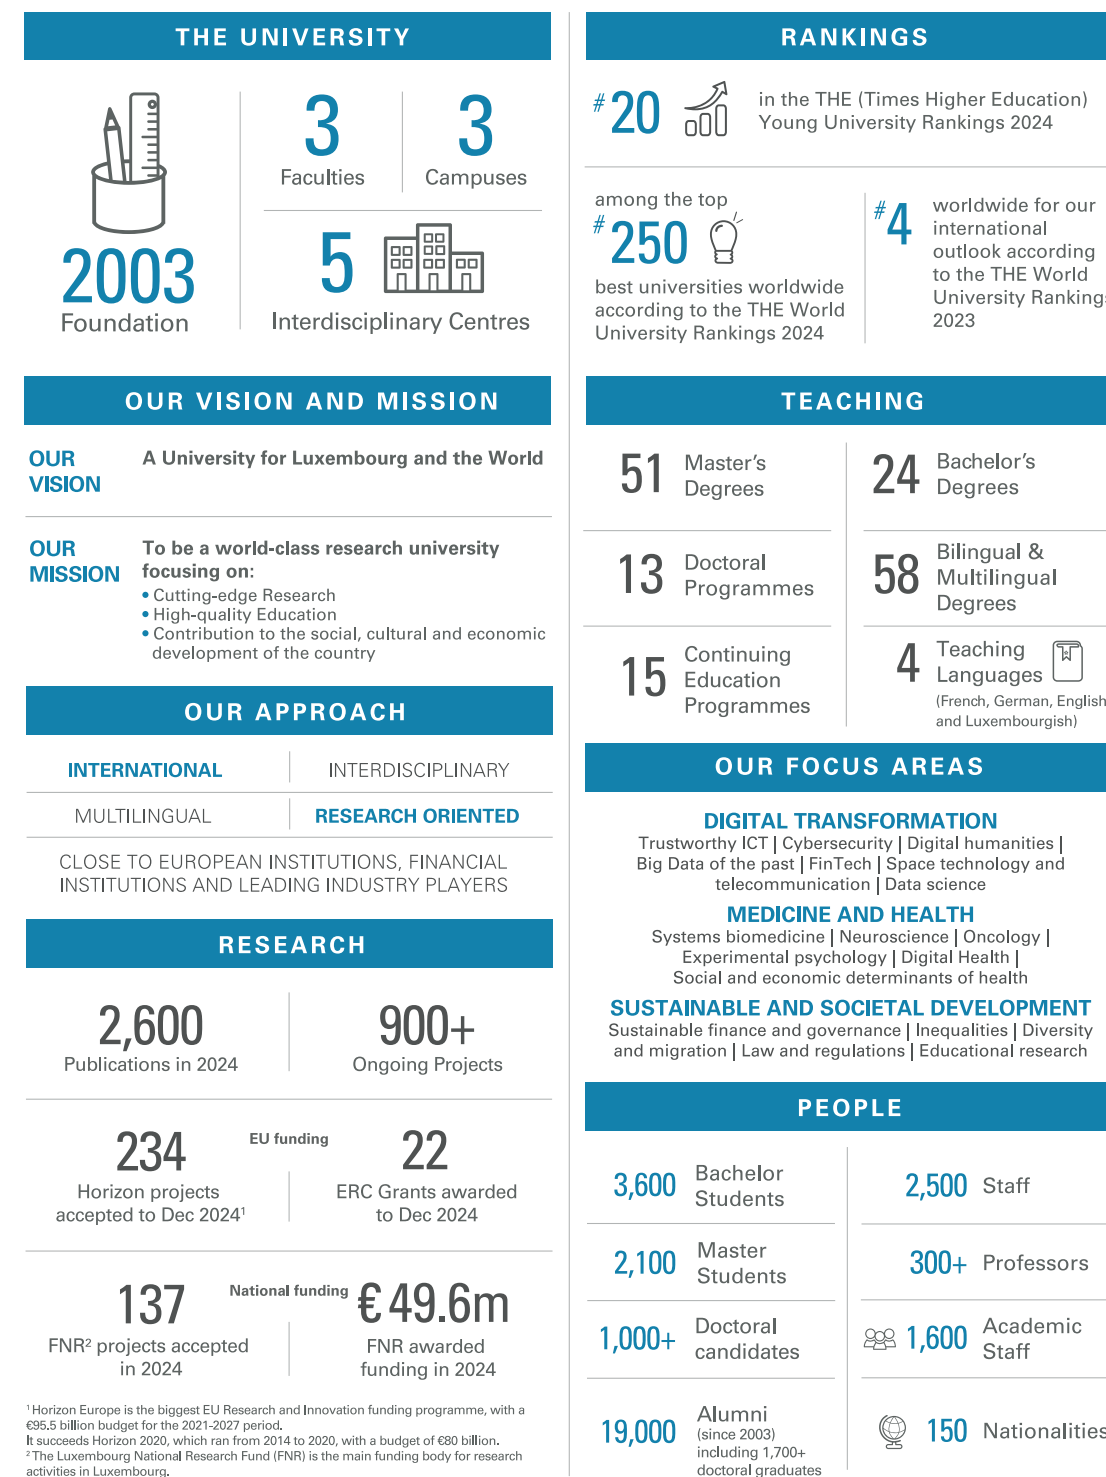 THE UNIVERSITY
3
Faculties
3
Campuses
2003
Foundation
5
Interdisciplinary Centres
OUR VISION AND MISSION
OUR
VISION
A University for Luxembourg and the World
OUR
MISSION
To be a world-class research university
focusing on:
• Cutting-edge Research
• High-quality Education
• Contribution to the social, cultural and economic
development of the country
OUR APPROACH
INTERNATIONAL
INTERDISCIPLINARY
MULTILINGUAL
RESEARCH ORIENTED
CLOSE TO EUROPEAN INSTITUTIONS, FINANCIAL
INSTITUTIONS AND LEADING INDUSTRY PLAYERS
RESEARCH
2,600
Publications in 2024
900+
Ongoing Projects
EU funding
234
Horizon projects
accepted to Dec 2024¹
22
ERC Grants awarded
to Dec 2024
National funding
137
FNR² projects accepted
in 2024
€ 49.6m
FNR awarded
funding in 2024
¹ Horizon Europe is the biggest EU Research and Innovation funding programme, with a
€95.5 billion budget for the 2021-2027 period.
It succeeds Horizon 2020, which ran from 2014 to 2020, with a budget of €80 billion.
² The Luxembourg National Research Fund (FNR) is the main funding body for research
activities in Luxembourg.
RANKINGS
#20
in the THE (Times Higher Education)
Young University Rankings 2024
among the top
#250
best universities worldwide
according to the THE World
University Rankings 2024
#4
worldwide for our
international
outlook according
to the THE World
University Rankings
2023
TEACHING
51
Master's
Degrees
24
Bachelor's
Degrees
13
Doctoral
Programmes
58
Bilingual &
Multilingual
Degrees
15
Continuing
Education
Programmes
4
Teaching
Languages
(French, German, English
and Luxembourgish)
OUR FOCUS AREAS
DIGITAL TRANSFORMATION
Trustworthy ICT | Cybersecurity | Digital humanities |
Big Data of the past | FinTech | Space technology and
telecommunication | Data science
MEDICINE AND HEALTH
Systems biomedicine | Neuroscience | Oncology |
Experimental psychology | Digital Health |
Social and economic determinants of health
SUSTAINABLE AND SOCIETAL DEVELOPMENT
Sustainable finance and governance | Inequalities | Diversity
and migration | Law and regulations | Educational research
PEOPLE
3,600
Bachelor
Students
2,500
Staff
2,100
Master
Students
300+
Professors
1,000+
Doctoral
candidates
1,600
Academic
Staff
19,000
Alumni
(since 2003)
including 1,700+
doctoral graduates
150
Nationalities